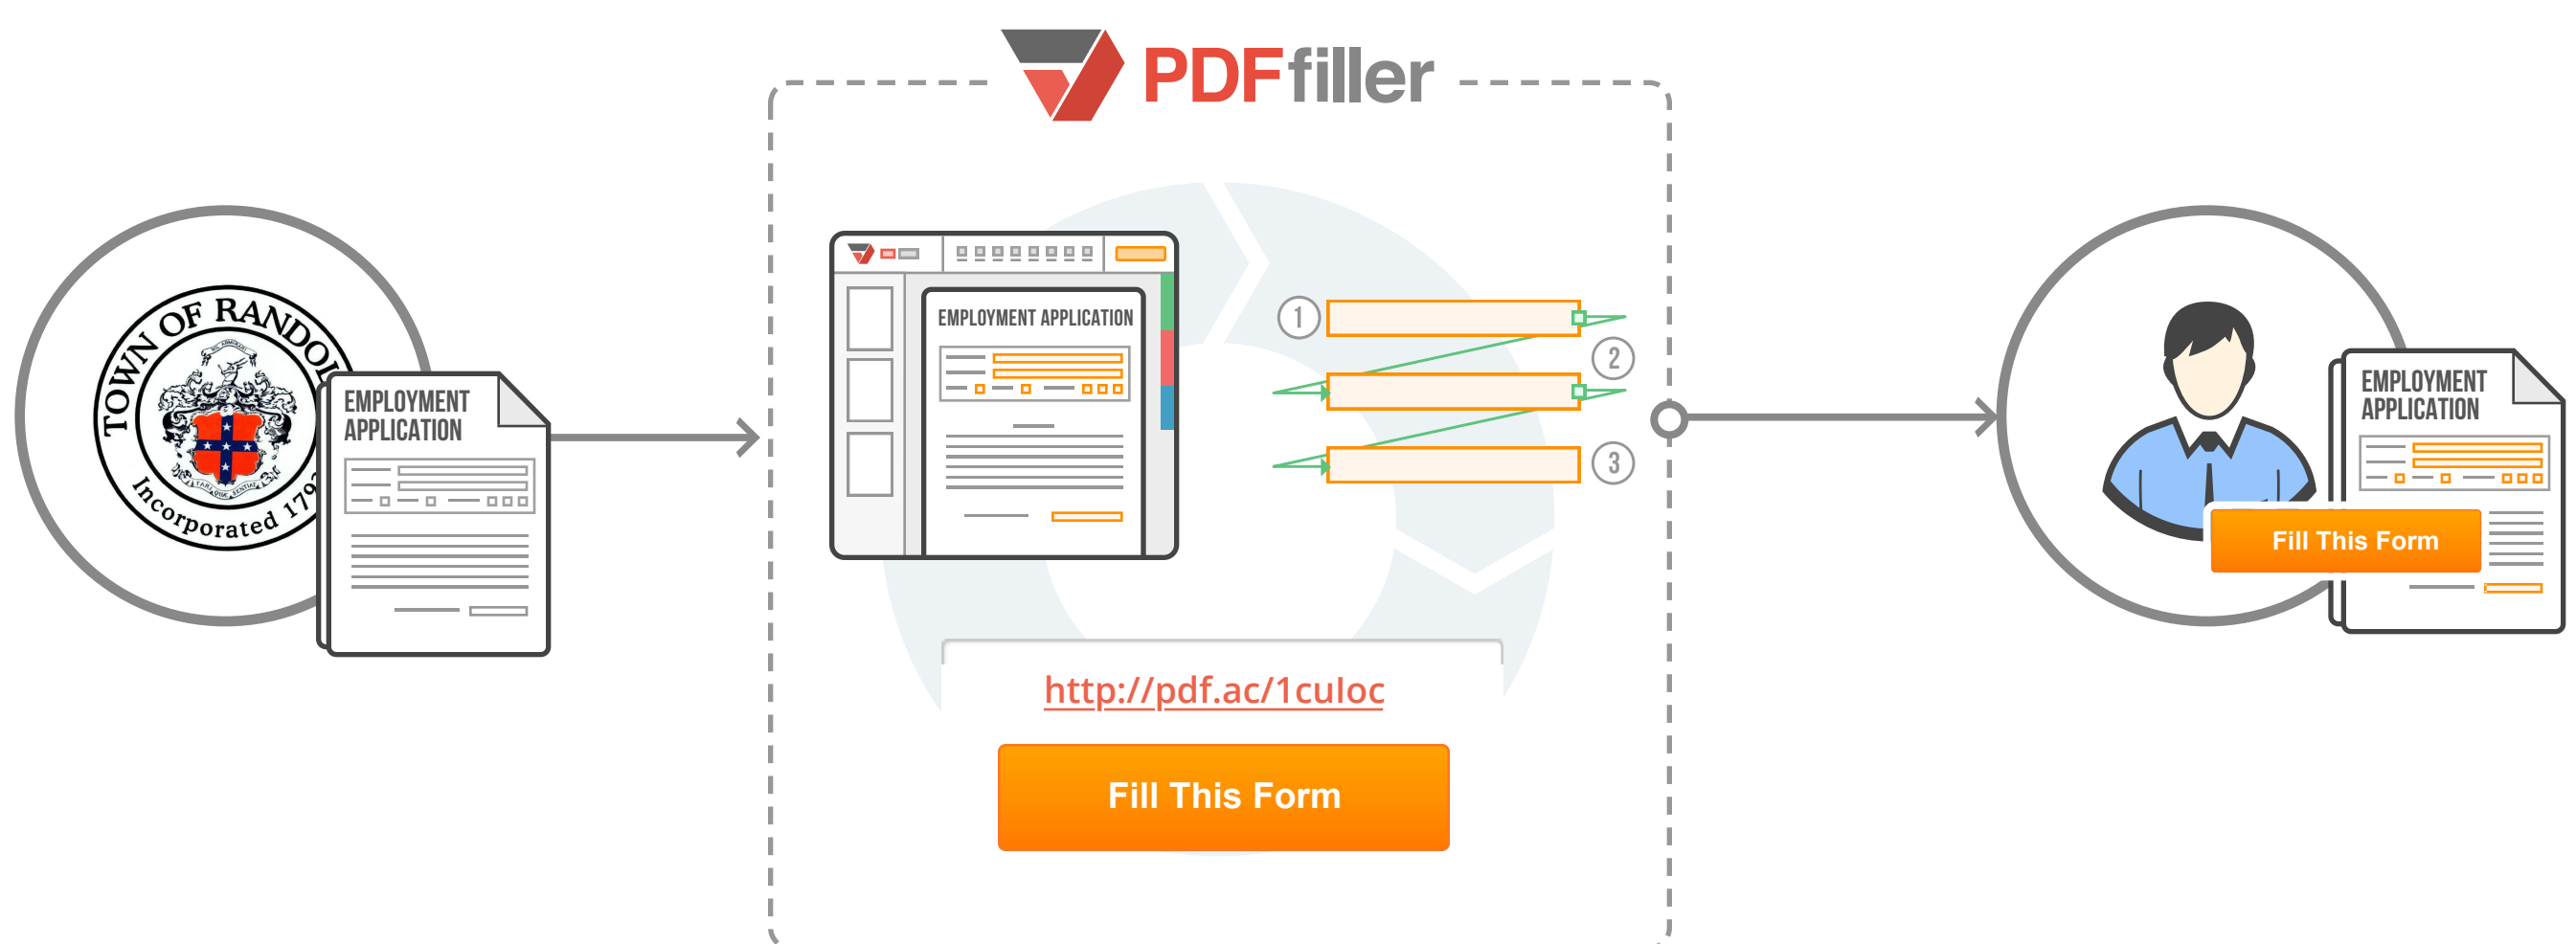 PDFfiller
TOWN OF RANDOL
Incorporated 179
EMPLOYMENT
APPLICATION
EMPLOYMENT APPLICATION
1
2
3
http://pdf.ac/1culoc
Fill This Form
EMPLOYMENT
APPLICATION
Fill This Form